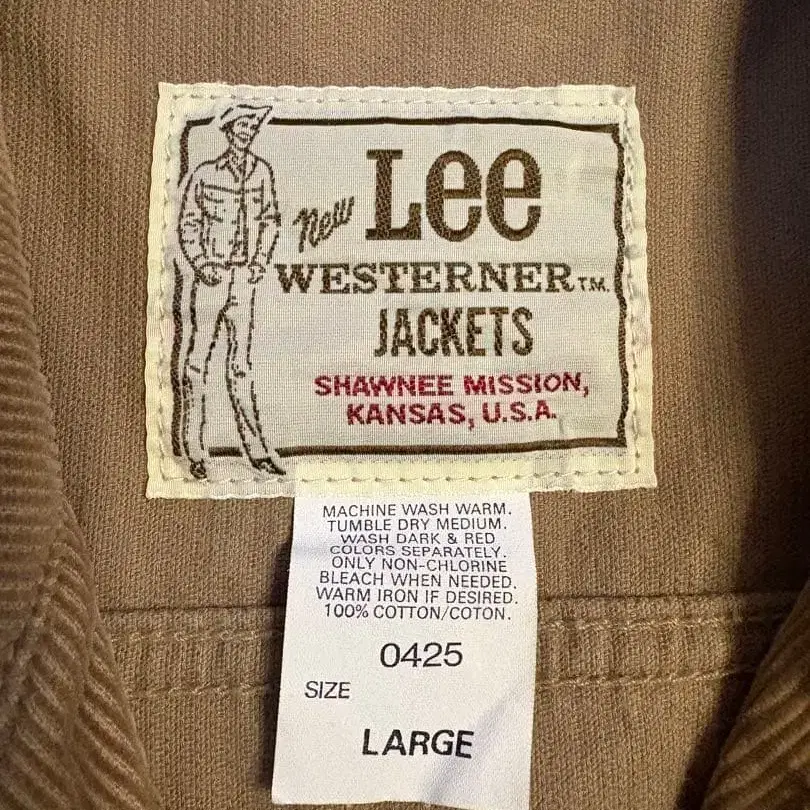 New Lee
WESTERNER T.M.
JACKETS
SHAWNEE MISSION,
KANSAS, U.S.A.
MACHINE WASH WARM.
TUMBLE DRY MEDIUM.
WASH DARK & RED
COLORS SEPARATELY.
ONLY NON-CHLORINE
BLEACH WHEN NEEDED.
WARM IRON IF DESIRED.
100% COTTON/COTON.
0425
SIZE
LARGE